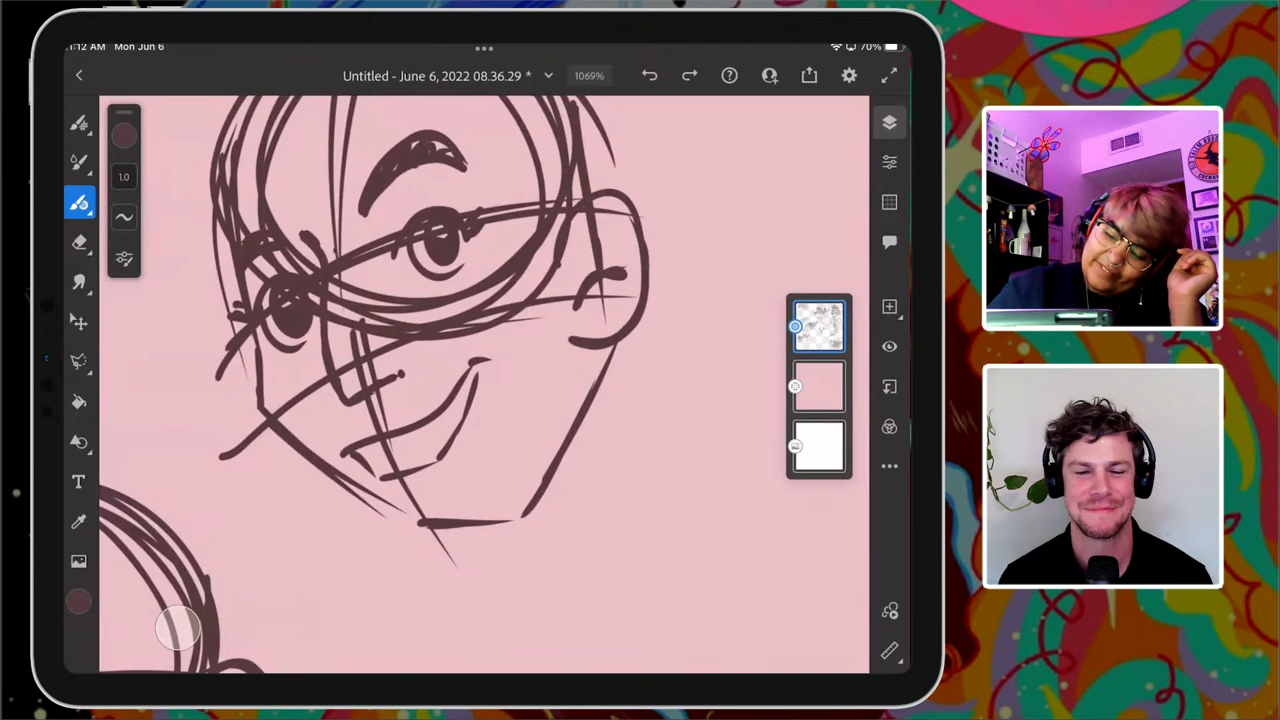 1:12 AM Mon Jun 6
70%
Untitled - June 6, 2022 08.36.29 *
1069%
1.0
T